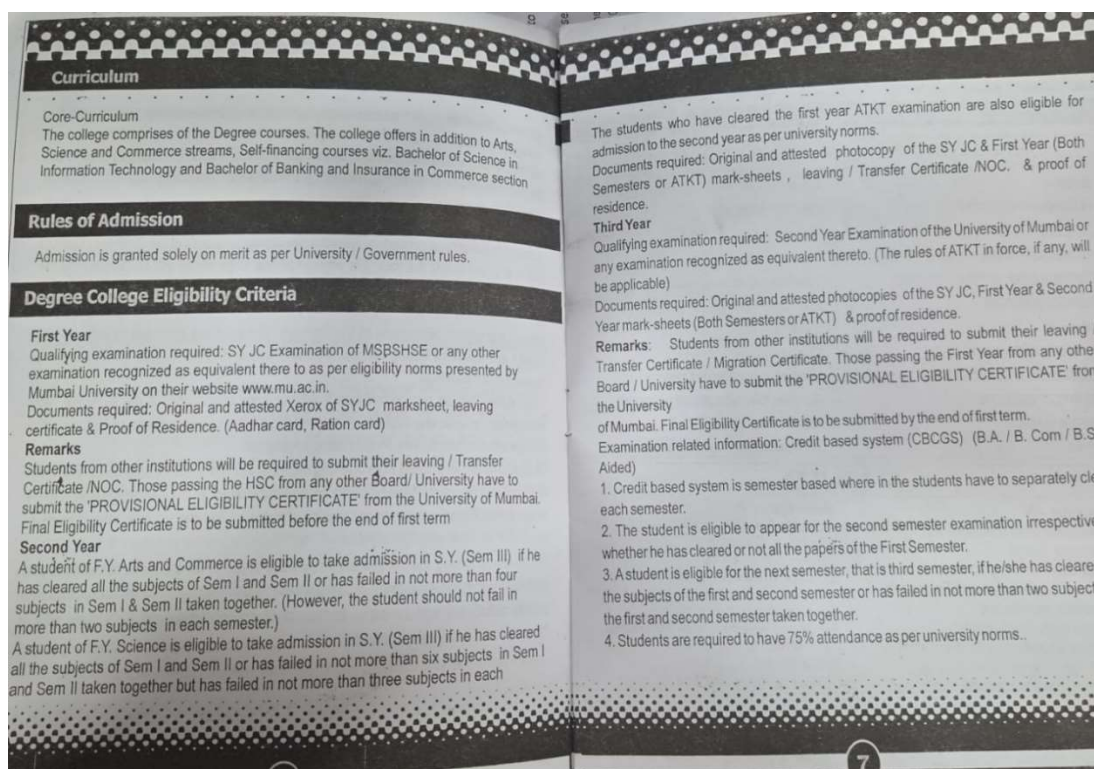 Curriculum
Core-Curriculum
The college comprises of the Degree courses. The college offers in addition to Arts,
Science and Commerce streams, Self-financing courses viz. Bachelor of Science in
Information Technology and Bachelor of Banking and Insurance in Commerce section
Rules of Admission
Admission is granted solely on merit as per University / Government rules.
Degree College Eligibility Criteria
First Year
Qualifying examination required: SY JC Examination of MSBSHSE or any other
examination recognized as equivalent there to as per eligibility norms presented by
Mumbai University on their website www.mu.ac.in.
Documents required: Original and attested Xerox of SYJC marksheet, leaving
certificate & Proof of Residence. (Aadhar card, Ration card)
Remarks
Students from other institutions will be required to submit their leaving / Transfer
Certificate /NOC. Those passing the HSC from any other Board/ University have to
submit the 'PROVISIONAL ELIGIBILITY CERTIFICATE' from the University of Mumbai.
Final Eligibility Certificate is to be submitted before the end of first term
Second Year
A student of F.Y. Arts and Commerce is eligible to take admission in S.Y. (Sem III) if he
has cleared all the subjects of Sem I and Sem II or has failed in not more than four
subjects in Sem I & Sem II taken together. (However, the student should not fail in
more than two subjects in each semester.)
A student of F.Y. Science is eligible to take admission in S.Y. (Sem III) if he has cleared
all the subjects of Sem I and Sem II or has failed in not more than six subjects in Sem I
and Sem II taken together but has failed in not more than three subjects in each
The students who have cleared the first year ATKT examination are also eligible for
admission to the second year as per university norms.
Documents required: Original and attested photocopy of the SY JC & First Year (Both
Semesters or ATKT) mark-sheets , leaving / Transfer Certificate /NOC. & proof of
residence.
Third Year
Qualifying examination required: Second Year Examination of the University of Mumbai or
any examination recognized as equivalent thereto. (The rules of ATKT in force, if any, will
be applicable)
Documents required: Original and attested photocopies of the SY JC, First Year & Second
Year mark-sheets (Both Semesters or ATKT) & proof of residence.
Remarks: Students from other institutions will be required to submit their leaving
Transfer Certificate / Migration Certificate. Those passing the First Year from any othe
Board / University have to submit the 'PROVISIONAL ELIGIBILITY CERTIFICATE' from
the University
of Mumbai. Final Eligibility Certificate is to be submitted by the end of first term.
Examination related information: Credit based system (CBCGS) (B.A. / B. Com / B.S
Aided)
1. Credit based system is semester based where in the students have to separately cle
each semester.
2. The student is eligible to appear for the second semester examination irrespective
whether he has cleared or not all the papers of the First Semester.
3. A student is eligible for the next semester, that is third semester, if he/she has cleare
the subjects of the first and second semester or has failed in not more than two subject
the first and second semester taken together.
4. Students are required to have 75% attendance as per university norms..
7